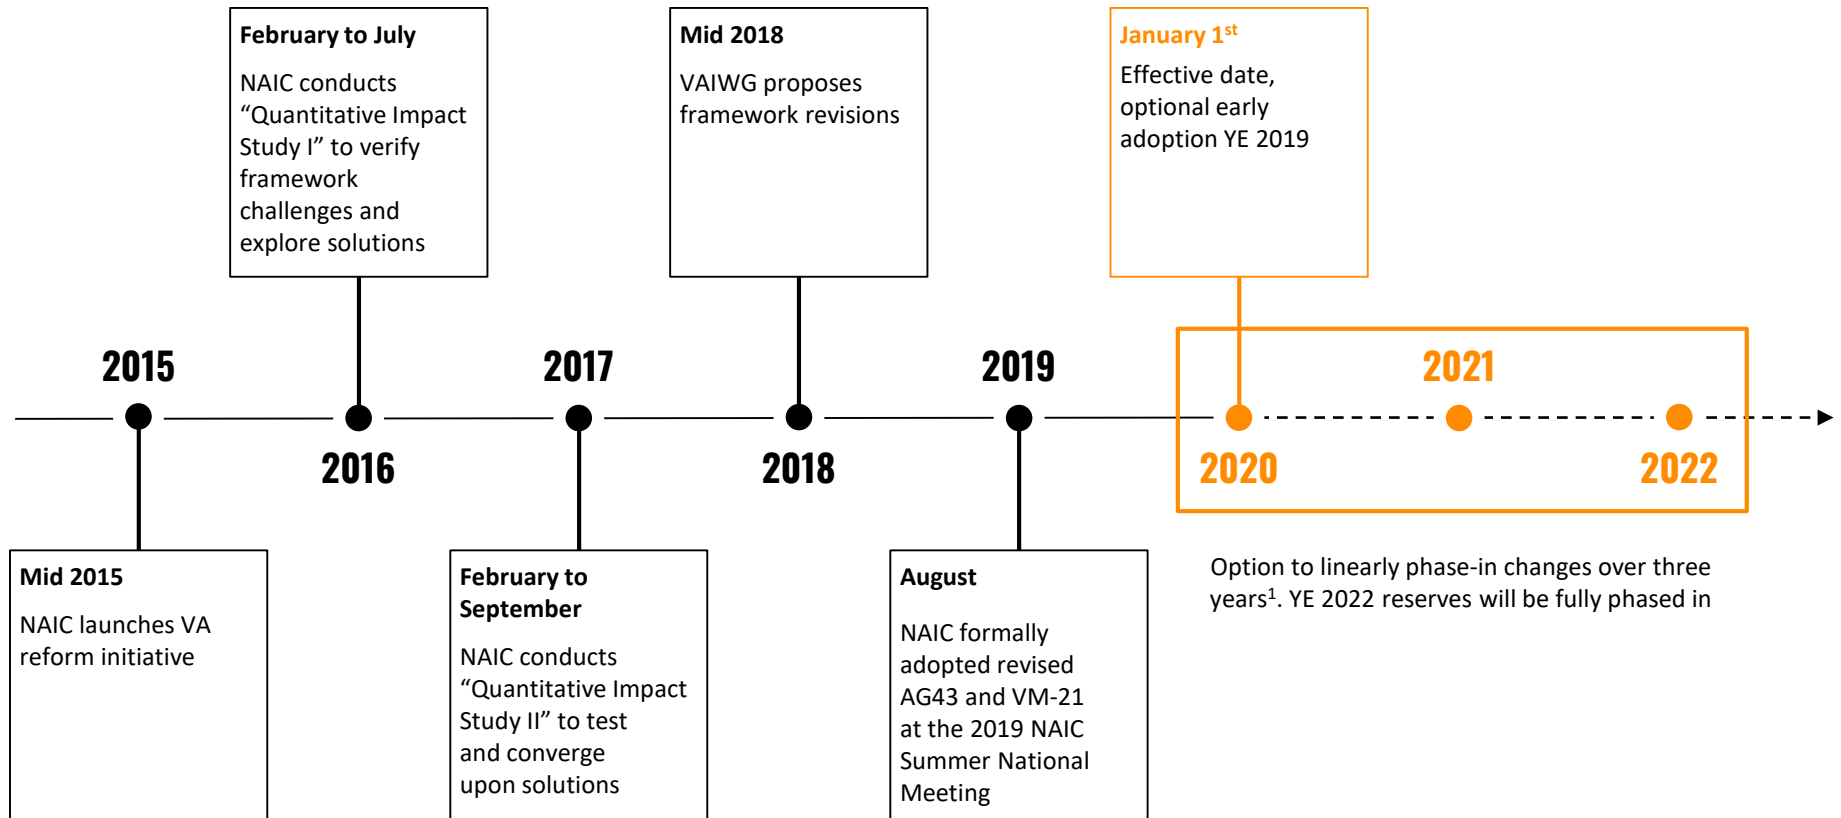 February to July
NAIC conducts
“Quantitative Impact
Study I” to verify
framework
challenges and
explore solutions
Mid 2018
VAIWG proposes
framework revisions
January 1st
Effective date,
optional early
adoption YE 2019
2015
2016
2017
2018
2019
2020
2021
2022
Mid 2015
NAIC launches VA
reform initiative
February to
September
NAIC conducts
“Quantitative Impact
Study II” to test
and converge
upon solutions
August
NAIC formally
adopted revised
AG43 and VM-21
at the 2019 NAIC
Summer National
Meeting
Option to linearly phase-in changes over three
years1. YE 2022 reserves will be fully phased in